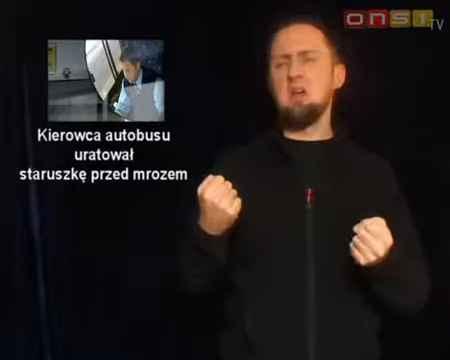 ONSI TV
Kierowca autobusu
uratował
staruszkę przed mrozem